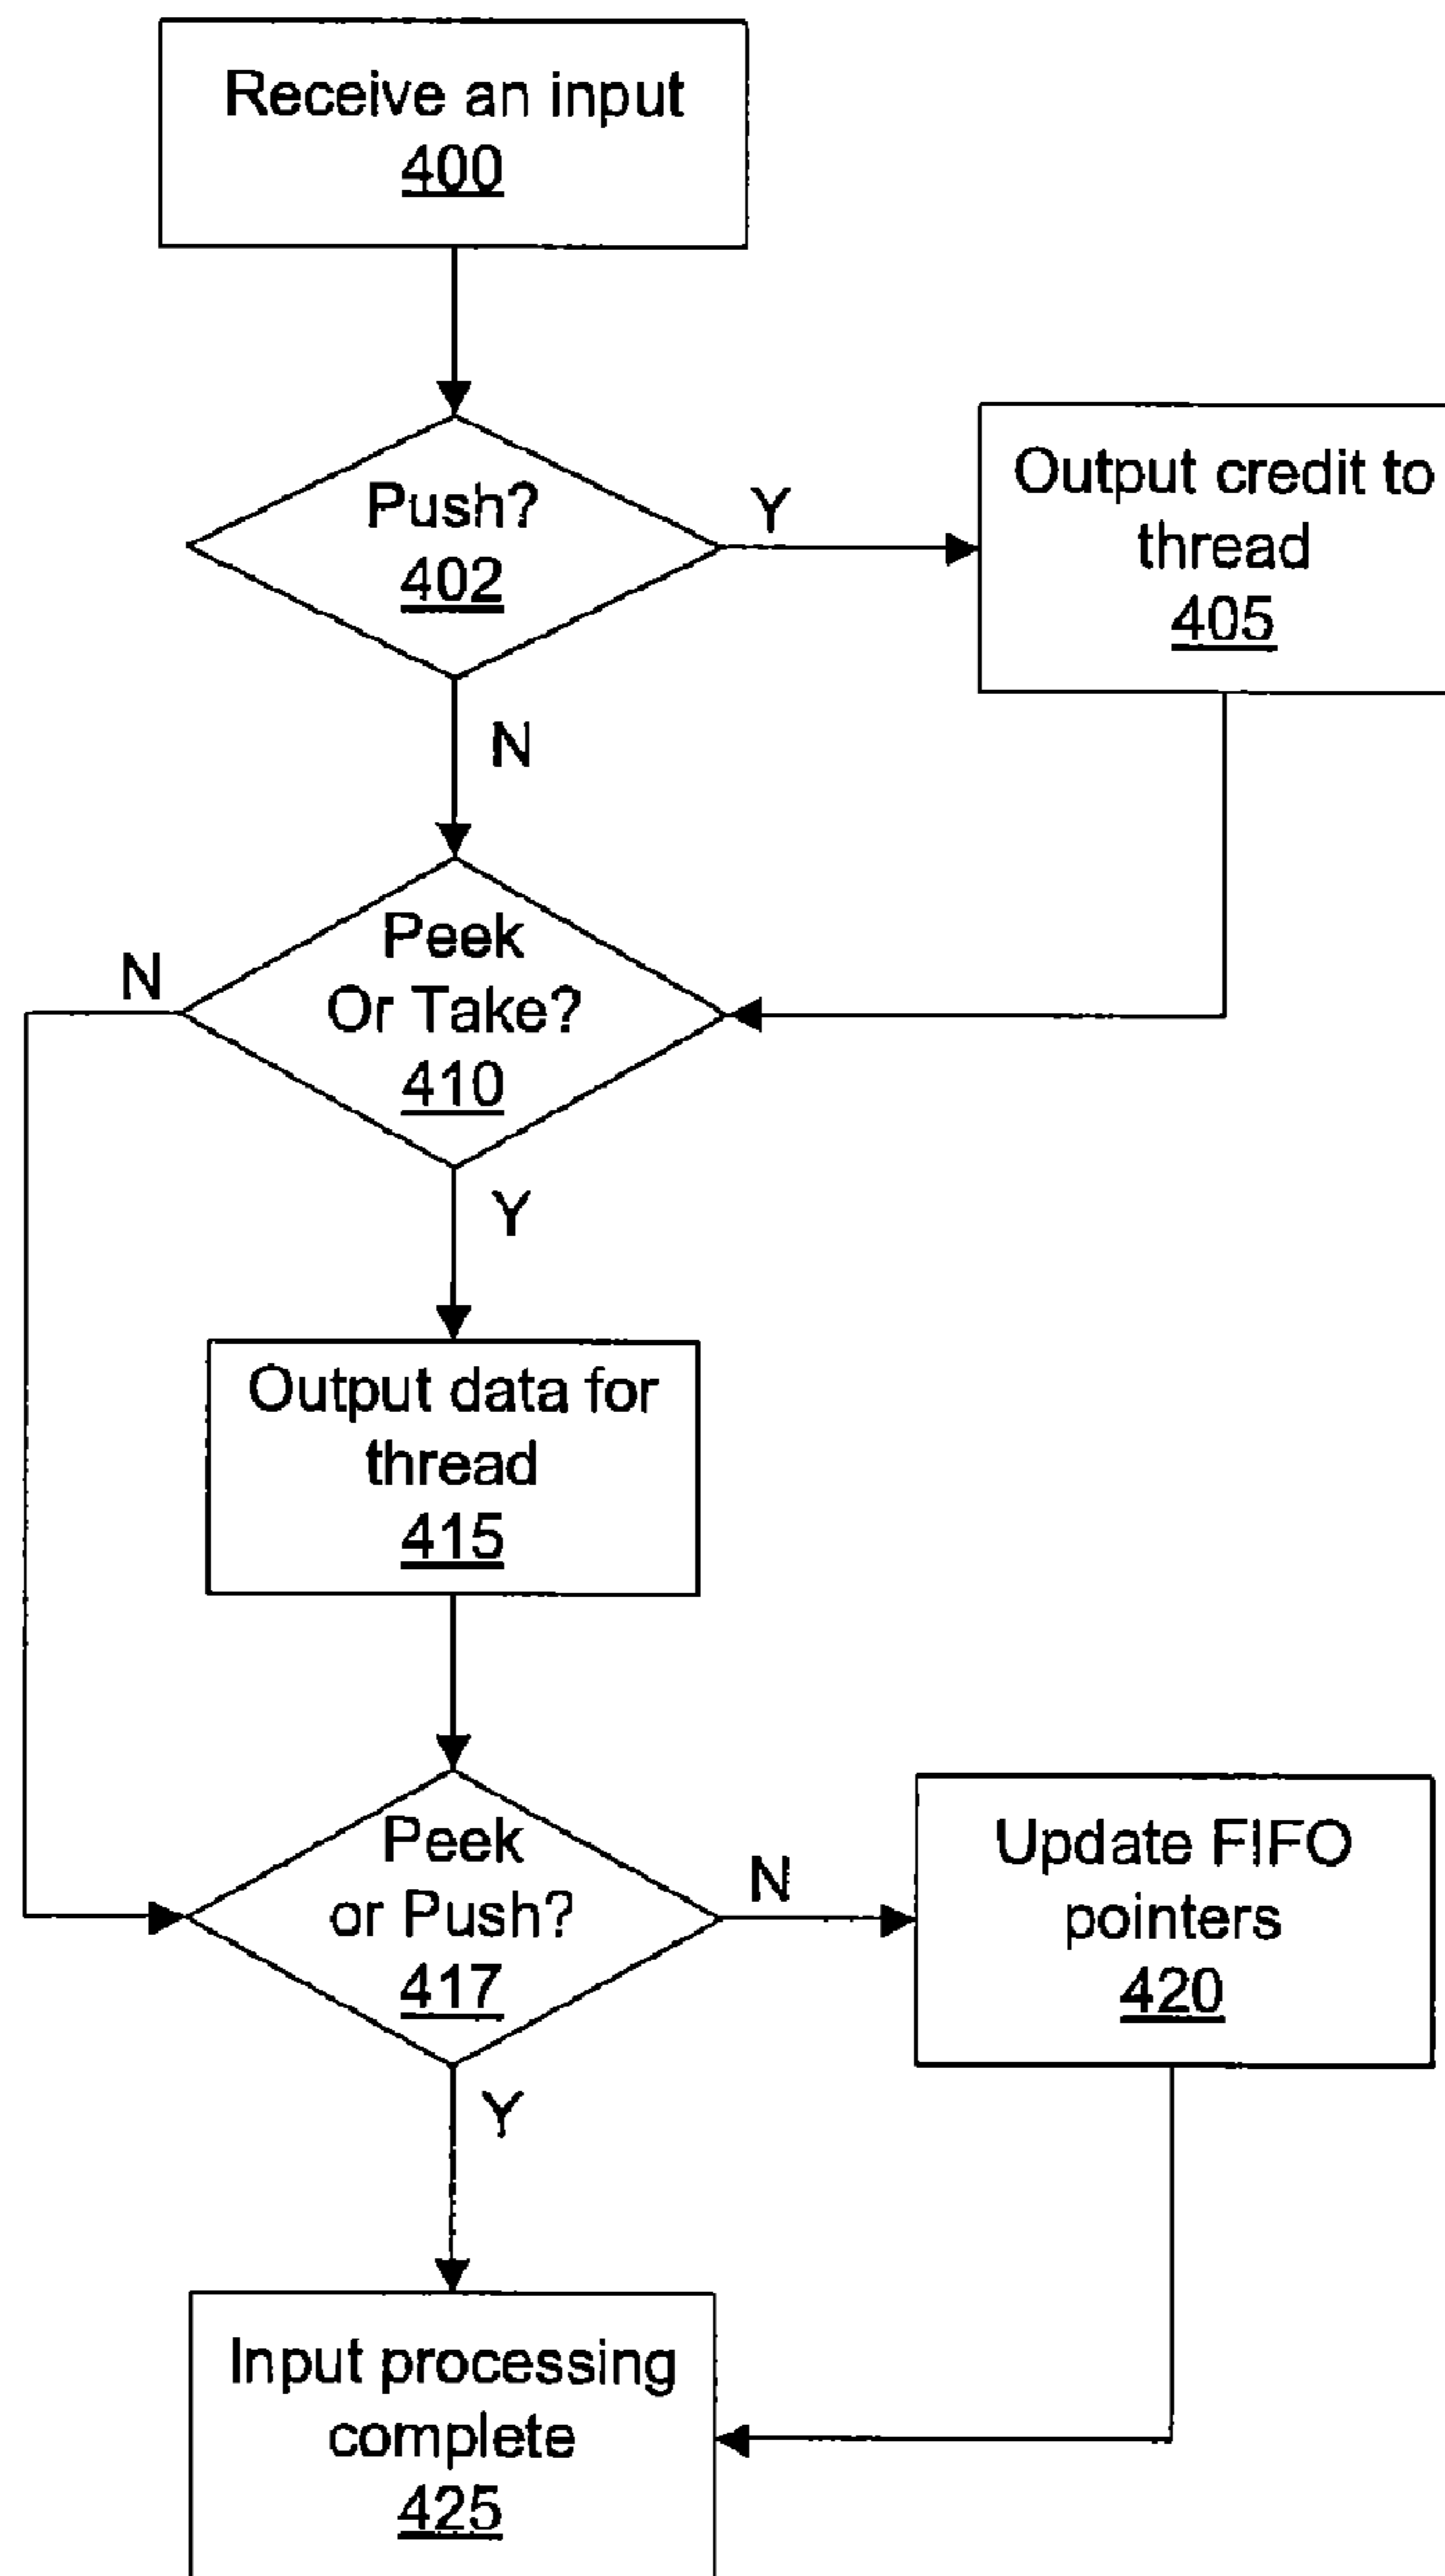 Receive an input
400
Push?
402
Y
Output credit to
thread
405
N
Peek
Or Take?
410
N
Y
Output data for
thread
415
Peek
or Push?
417
N
Update FIFO
pointers
420
Y
Input processing
complete
425